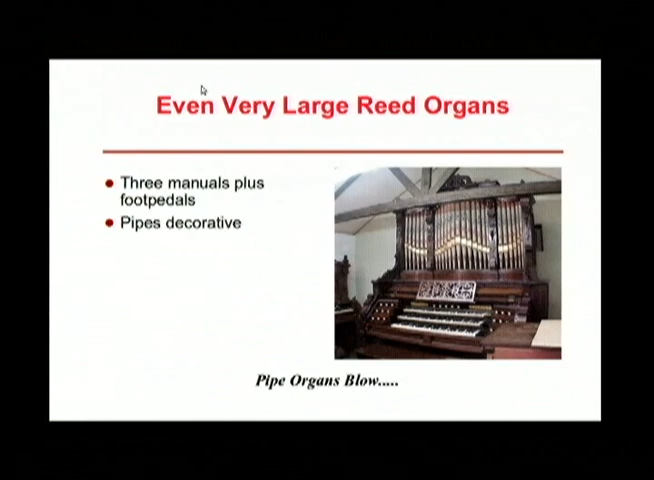 Even Very Large Reed Organs
Three manuals plus
footpedals
Pipes decorative
Pipe Organs Blow.....